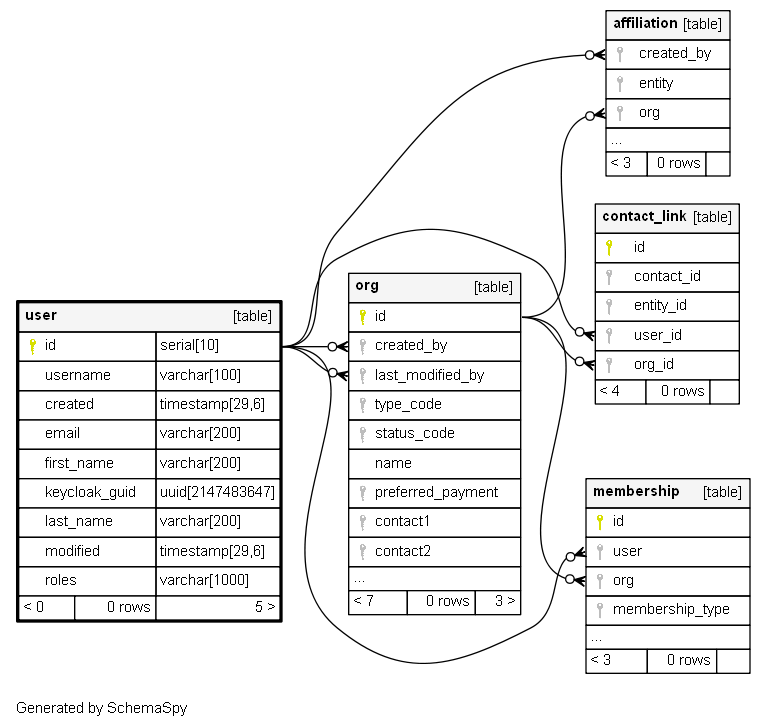 affiliation [table]
created_by
entity
org
...
< 3 0 rows
contact_link [table]
id
contact_id
entity_id
user_id
org_id
< 4 0 rows
user [table]
id serial[10]
username varchar[100]
created timestamp[29,6]
email varchar[200]
first_name varchar[200]
keycloak_guid uuid[2147483647]
last_name varchar[200]
modified timestamp[29,6]
roles varchar[1000]
< 0 0 rows 5 >
org [table]
id
created_by
last_modified_by
type_code
status_code
name
preferred_payment
contact1
contact2
...
< 7 0 rows 3 >
membership [table]
id
user
org
membership_type
...
< 3 0 rows
Generated by SchemaSpy